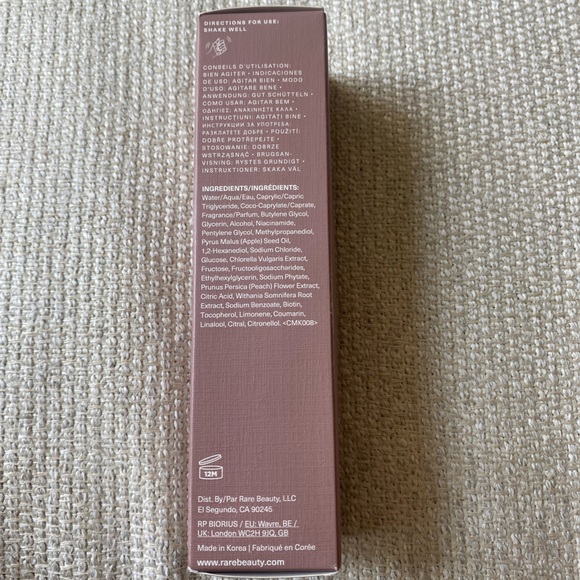 DIRECTIONS FOR USE:
SHAKE WELL
CONSEILS D'UTILISATION:
BIEN AGITER • INDICACIONES
DE USO: AGITAR BIEN • MODO
D'USO: AGITARE BENE •
ANWENDUNG: GUT SCHÜTTELN •
COMO USAR: AGITAR BEM •
ΟΔΗΓΙΕΣ: ΑΝΑΚΙΝΗΣΤΕ ΚΑΛΑ •
INSTRUCȚIUNI: AGITAȚI BINE •
ИНСТРУКЦИИ ЗА УПОТРЕБА:
РАЗКЛАТЕТЕ ДОБРЕ • POUŽITÍ:
DOBŘE PROTŘEPEJTE •
STOSOWANIE: DOBRZE
WSTRZĄSNĄĆ • BRUGSAN-
VISNING: RYSTES GRUNDIGT •
INSTRUKTIONER: SKAKA VÄL
INGREDIENTS/INGRÉDIENTS:
Water/Aqua/Eau, Caprylic/Capric
Triglyceride, Coco-Caprylate/Caprate,
Fragrance/Parfum, Butylene Glycol,
Glycerin, Alcohol, Niacinamide,
Pentylene Glycol, Methylpropanediol,
Pyrus Malus (Apple) Seed Oil,
1,2-Hexanediol, Sodium Chloride,
Glucose, Chlorella Vulgaris Extract,
Fructose, Fructooligosaccharides,
Ethylhexylglycerin, Sodium Phytate,
Prunus Persica (Peach) Flower Extract,
Citric Acid, Withania Somnifera Root
Extract, Sodium Benzoate, Biotin,
Tocopherol, Limonene, Coumarin,
Linalool, Citral, Citronellol. <CMK008>
12M
Dist. By/Par Rare Beauty, LLC
El Segundo, CA 90245
RP BIORIUS / EU: Wavre, BE /
UK: London WC2H 9JQ, GB
Made in Korea | Fabriqué en Corée
www.rarebeauty.com